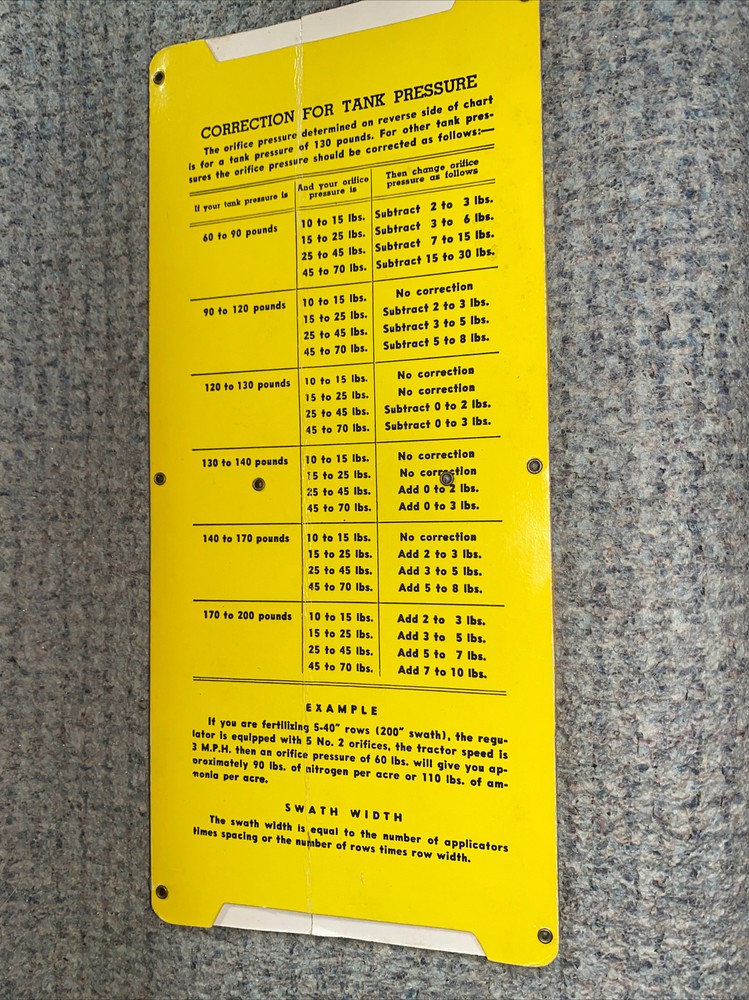 CORRECTION FOR TANK PRESSURE
The orifice pressure determined on reverse side of chart
is for a tank pressure of 130 pounds. For other tank pres-
sures the orifice pressure should be corrected as follows:—
If your tank pressure is And your orifice pressure is Then change orifice pressure as follows
60 to 90 pounds 10 to 15 lbs. Subtract 2 to 3 lbs.
15 to 25 lbs. Subtract 3 to 6 lbs.
25 to 45 lbs. Subtract 7 to 15 lbs.
45 to 70 lbs. Subtract 15 to 30 lbs.
90 to 120 pounds 10 to 15 lbs. No correction
15 to 25 lbs. Subtract 2 to 3 lbs.
25 to 45 lbs. Subtract 3 to 5 lbs.
45 to 70 lbs. Subtract 5 to 8 lbs.
120 to 130 pounds 10 to 15 lbs. No correction
15 to 25 lbs. No correction
25 to 45 lbs. Subtract 0 to 2 lbs.
45 to 70 lbs. Subtract 0 to 3 lbs.
130 to 140 pounds 10 to 15 lbs. No correction
15 to 25 lbs. No correction
25 to 45 lbs. Add 0 to 2 lbs.
45 to 70 lbs. Add 0 to 3 lbs.
140 to 170 pounds 10 to 15 lbs. No correction
15 to 25 lbs. Add 2 to 3 lbs.
25 to 45 lbs. Add 3 to 5 lbs.
45 to 70 lbs. Add 5 to 8 lbs.
170 to 200 pounds 10 to 15 lbs. Add 2 to 3 lbs.
15 to 25 lbs. Add 3 to 5 lbs.
25 to 45 lbs. Add 5 to 7 lbs.
45 to 70 lbs. Add 7 to 10 lbs.
EXAMPLE
If you are fertilizing 5-40″ rows (200″ swath), the regu-
lator is equipped with 5 No. 2 orifices, the tractor speed is
3 M.P.H. then an orifice pressure of 60 lbs. will give you ap-
proximately 90 lbs. of nitrogen per acre or 110 lbs. of am-
monia per acre.
SWATH WIDTH
The swath width is equal to the number of applicators
times spacing or the number of rows times row width.